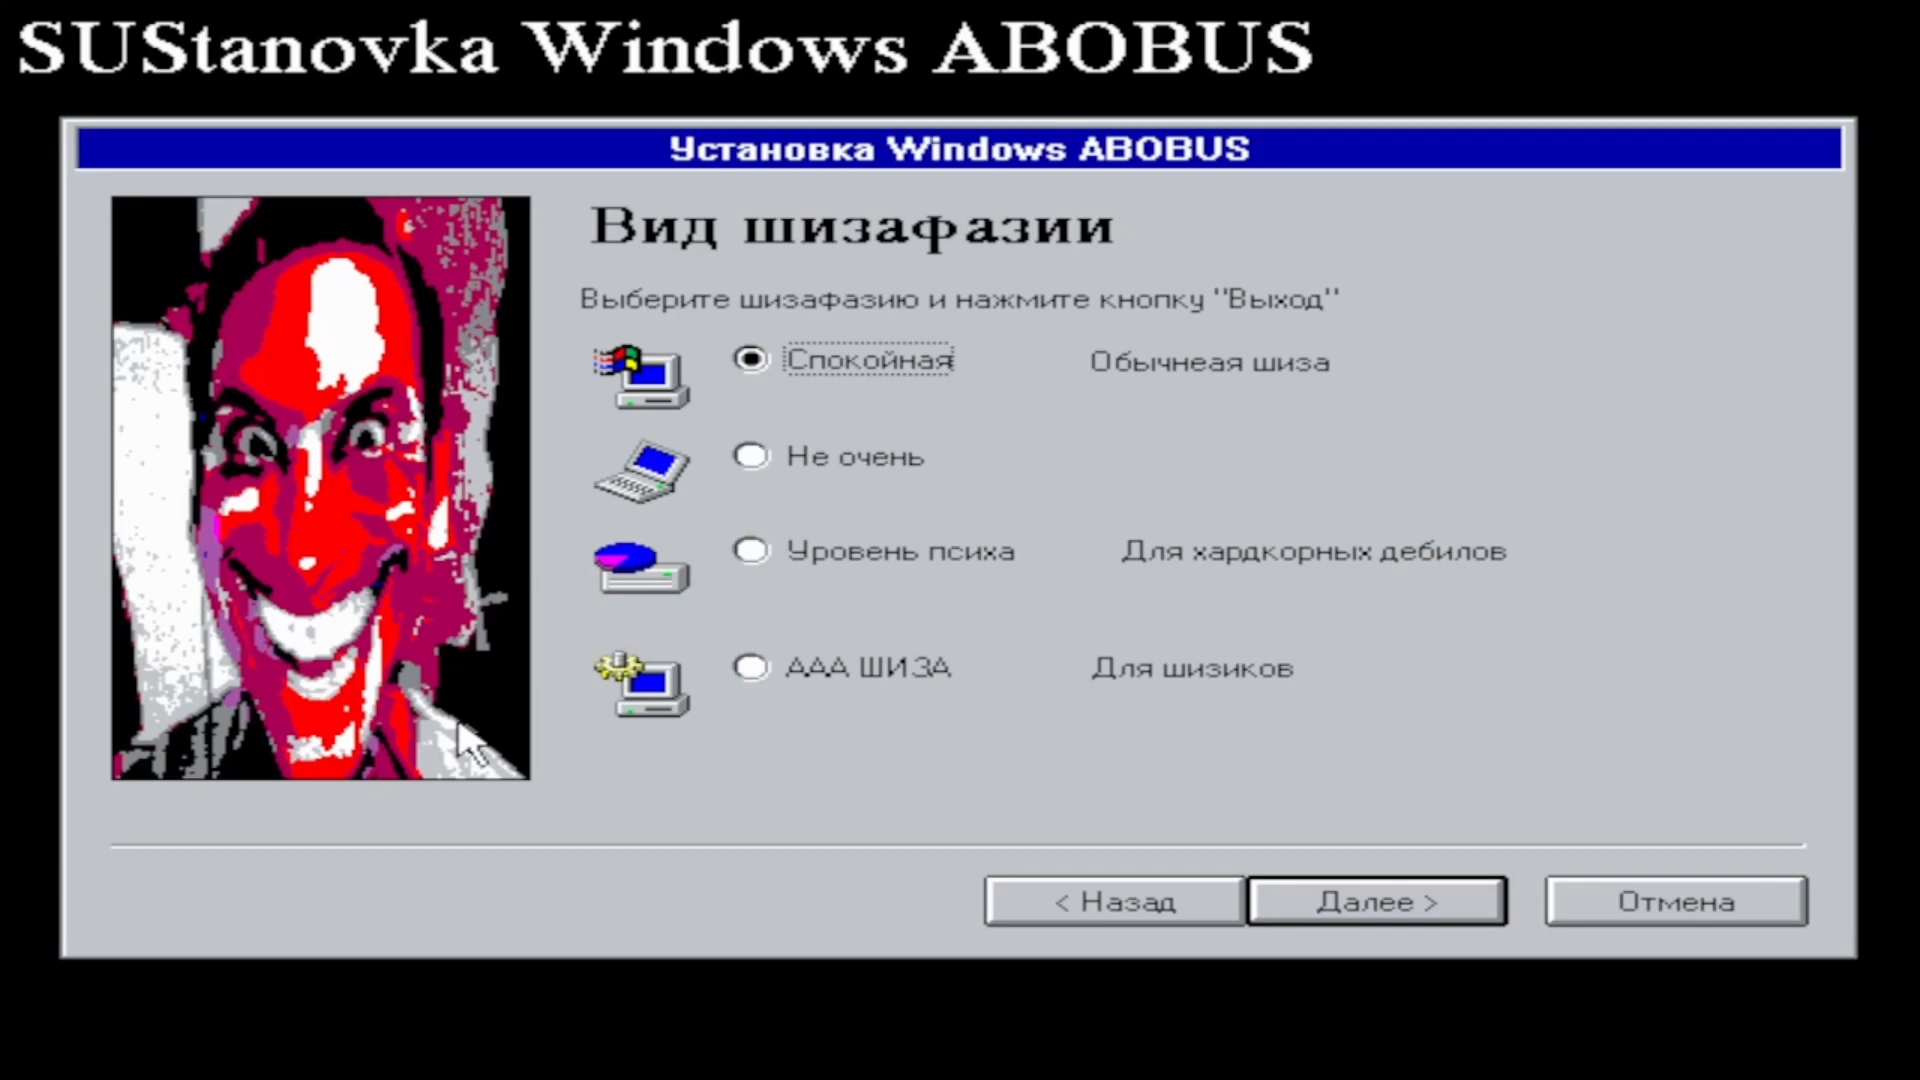 SUStanovka Windows ABOBUS
Установка Windows ABOBUS
Вид шизафазии
Выберите шизафазию и нажмите кнопку "Выход"
Спокойная Обычнеая шиза
Не очень
Уровень психа Для хардкорных дебилов
ААА ШИЗА Для шизиков
< Назад Далее > Отмена